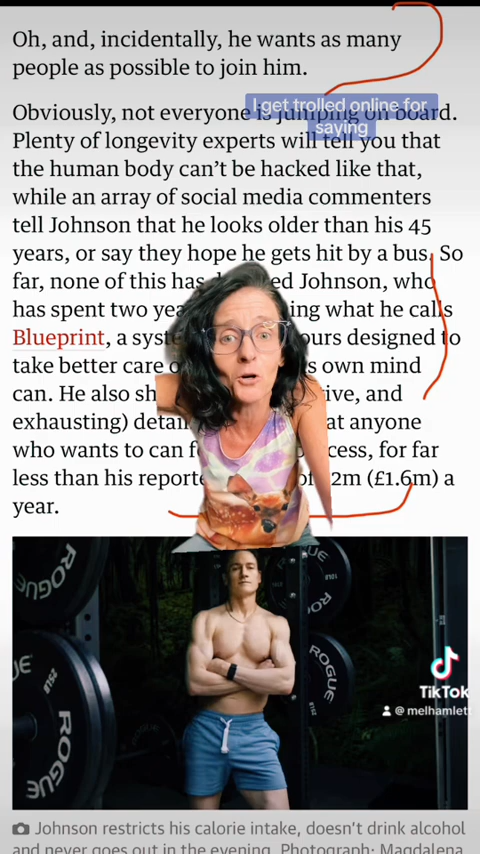 Oh, and, incidentally, he wants as many
people as possible to join him.
Obviously, not everyone is jumping on board.
I get trolled online for
saying
Plenty of longevity experts will tell you that
the human body can't be hacked like that,
while an array of social media commenters
tell Johnson that he looks older than his 45
years, or say they hope he gets hit by a bus. So
far, none of this has ed Johnson, who
has spent two yea ing what he calls
Blueprint, a syste ours designed to
take better care o s own mind
can. He also sh ive, and
exhausting) detai at anyone
who wants to can f cess, for far
less than his reporte 2m (£1.6m) a
year.
ROGUE
ROGUE
ROGUE
UE
ROGUE
ROGUE
TikTok
@melhamlett
Johnson restricts his calorie intake, doesn't drink alcohol
and never goes out in the evening. Photograph: Magdalena